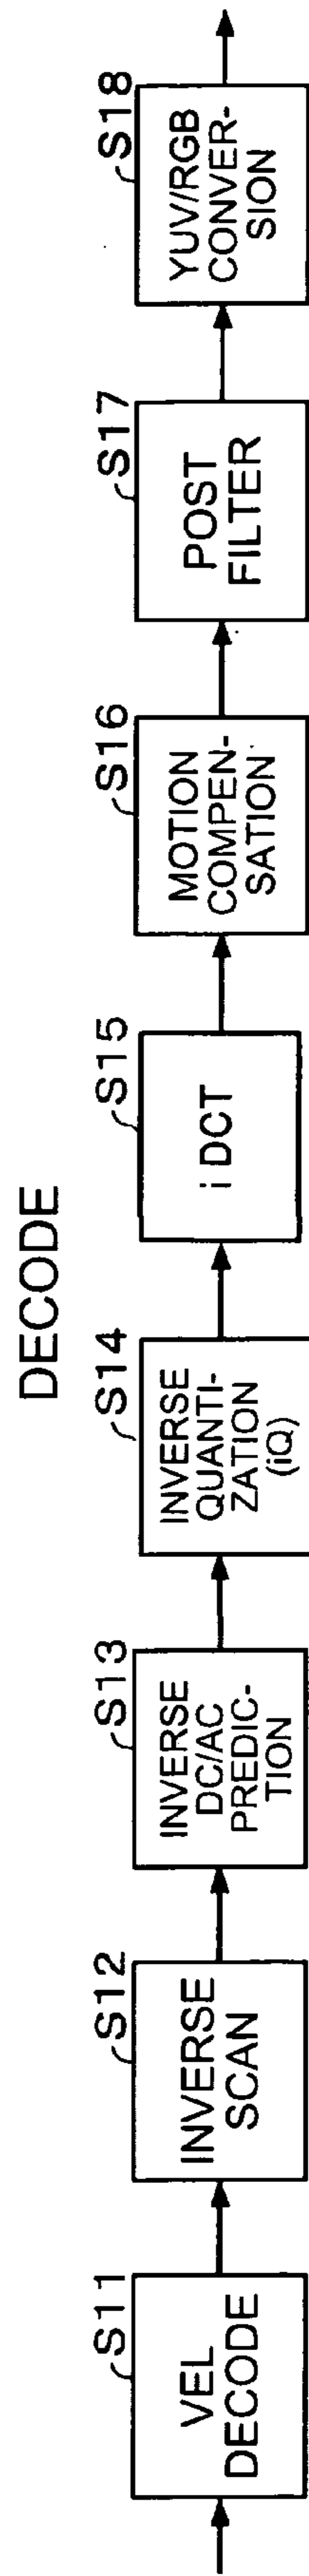 DECODE
S11
VEL
DECODE
S12
INVERSE
SCAN
S13
INVERSE
DC/AC
PREDIC-
TION
S14
INVERSE
QUANTI-
ZATION
(iQ)
S15
i DCT
S16
MOTION
COMPEN-
SATION
S17
POST
FILTER
S18
YUV/RGB
CONVER-
SION